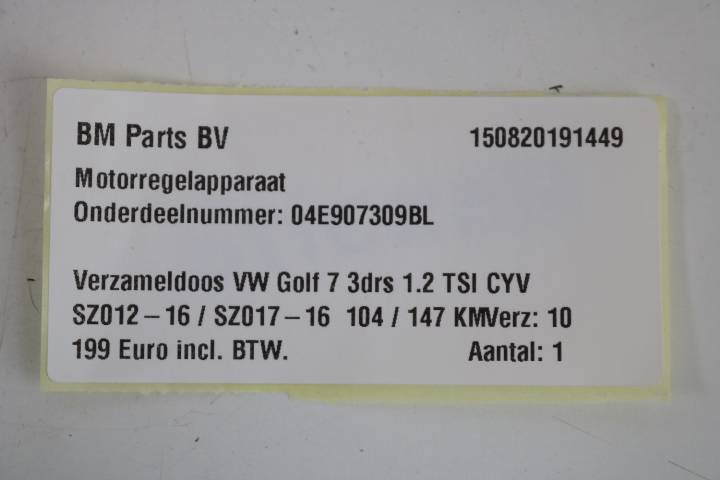 BM Parts BV 150820191449
Motorregelapparaat
Onderdeelnummer: 04E907309BL
Verzameldoos VW Golf 7 3drs 1.2 TSI CYV
SZ012-16 / SZ017-16 104 / 147 KMVerz: 10
199 Euro incl. BTW. Aantal: 1